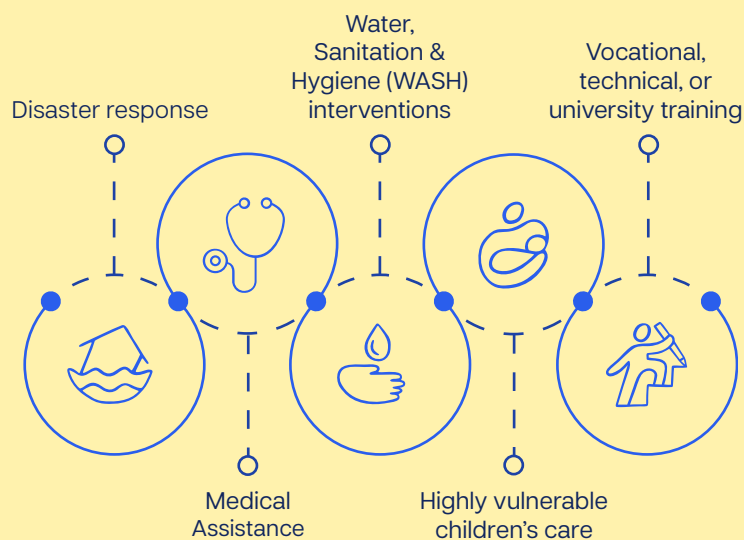 Disaster response
Water,
Sanitation &
Hygiene (WASH)
interventions
Vocational,
technical, or
university training
Medical
Assistance
Highly vulnerable
children's care